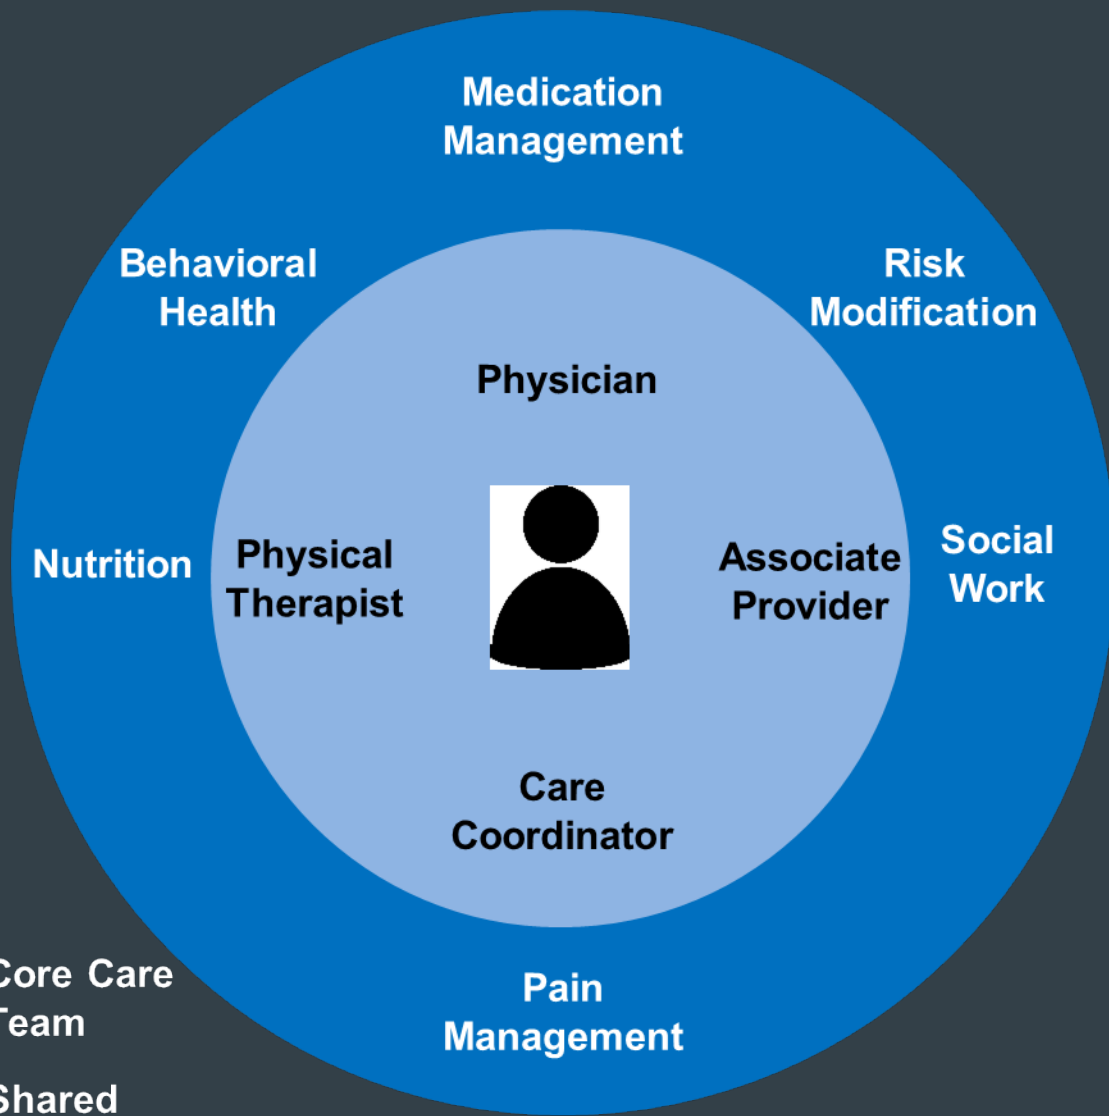 Medication
Management
Behavioral
Health
Risk
Modification
Physician
Nutrition
Physical
Therapist
Associate
Provider
Social
Work
Care
Coordinator
Core Care
Team
Pain
Management
Shared